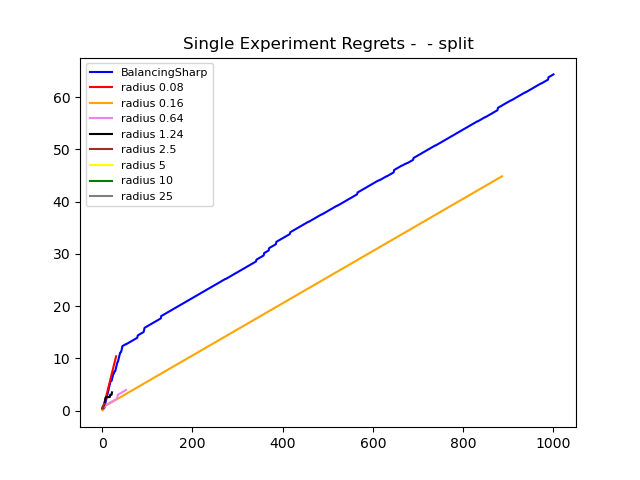 Single Experiment Regrets -  - split
BalancingSharp
radius 0.08
radius 0.16
radius 0.64
radius 1.24
radius 2.5
radius 5
radius 10
radius 25
60
50
40
30
20
10
0
0 200 400 600 800 1000